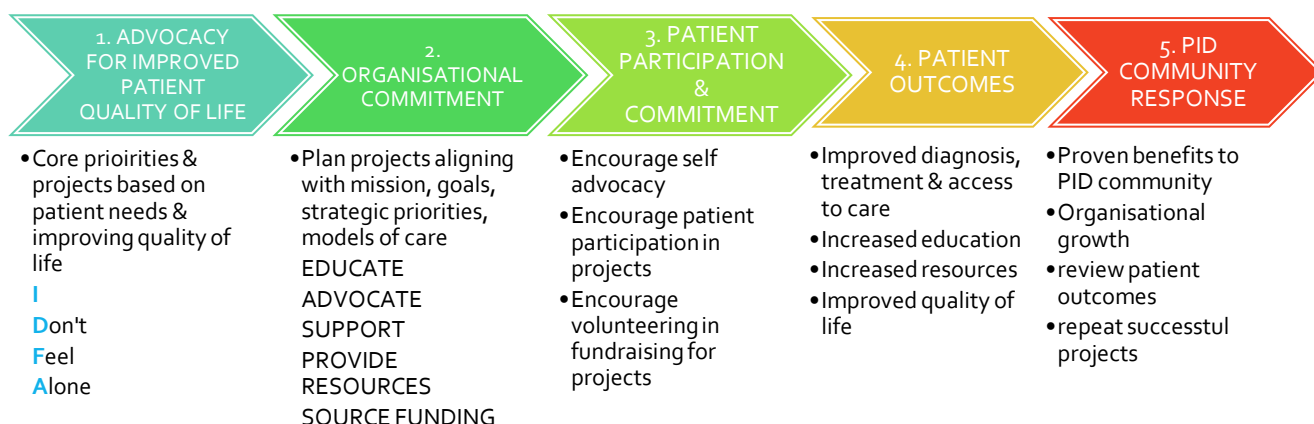 1. ADVOCACY
FOR IMPROVED
PATIENT
QUALITY OF LIFE
•Core prioirities &
projects based on
patient needs &
improving quality of
life
I
Don't
Feel
Alone
2.
ORGANISATIONAL
COMMITMENT
•Plan projects aligning
with mission, goals,
strategic priorities,
models of care
EDUCATE
ADVOCATE
SUPPORT
PROVIDE
RESOURCES
SOURCE FUNDING
3. PATIENT
PARTICIPATION
&
COMMITMENT
•Encourage self
advocacy
•Encourage patient
participation in
projects
•Encourage
volunteering in
fundraising for
projects
4. PATIENT
OUTCOMES
•Improved diagnosis,
treatment & access
to care
•Increased education
•Increased resources
•Improved quality of
life
5. PID
COMMUNITY
RESPONSE
•Proven benefits to
PID community
•Organisational
growth
•review patient
outcomes
•repeat successtul
projects